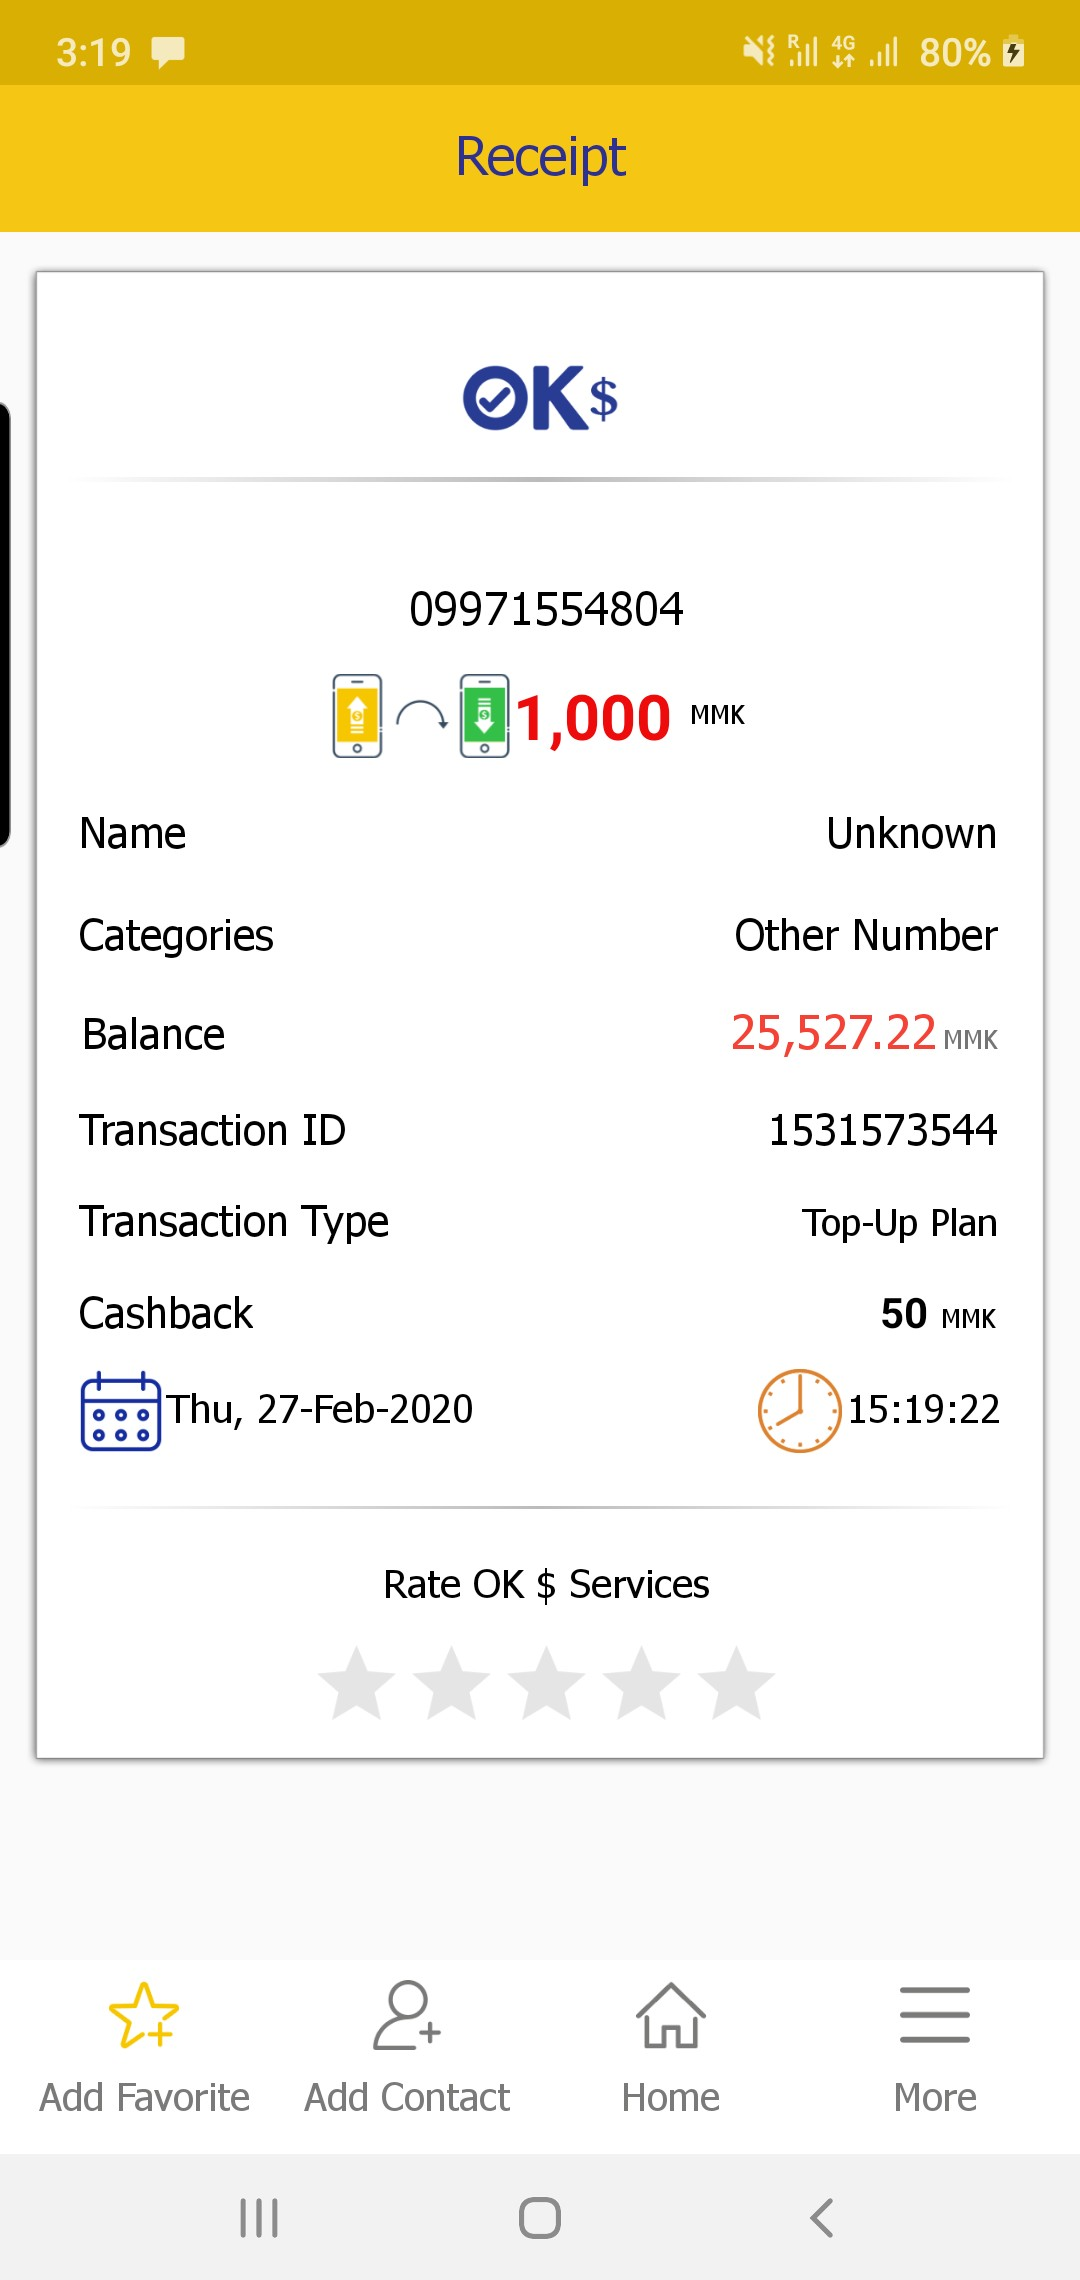 3:19 R 4G 80%
Receipt
OK$
09971554804
1,000 MMK
Name Unknown
Categories Other Number
Balance 25,527.22 MMK
Transaction ID 1531573544
Transaction Type Top-Up Plan
Cashback 50 MMK
Thu, 27-Feb-2020 15:19:22
Rate OK $ Services
Add Favorite Add Contact Home More